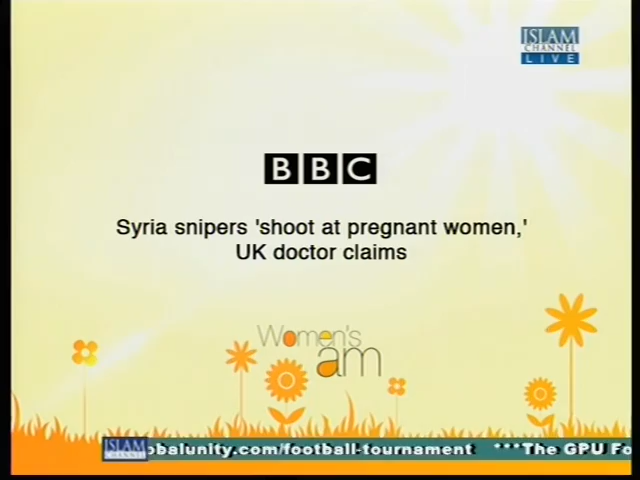 ISLAM
CHANNEL
LIVE
BBC
Syria snipers 'shoot at pregnant women,'
UK doctor claims
Women's
am
ISLAM
CHANNEL
obalunity.com/football-tournament ***The GPU Fo